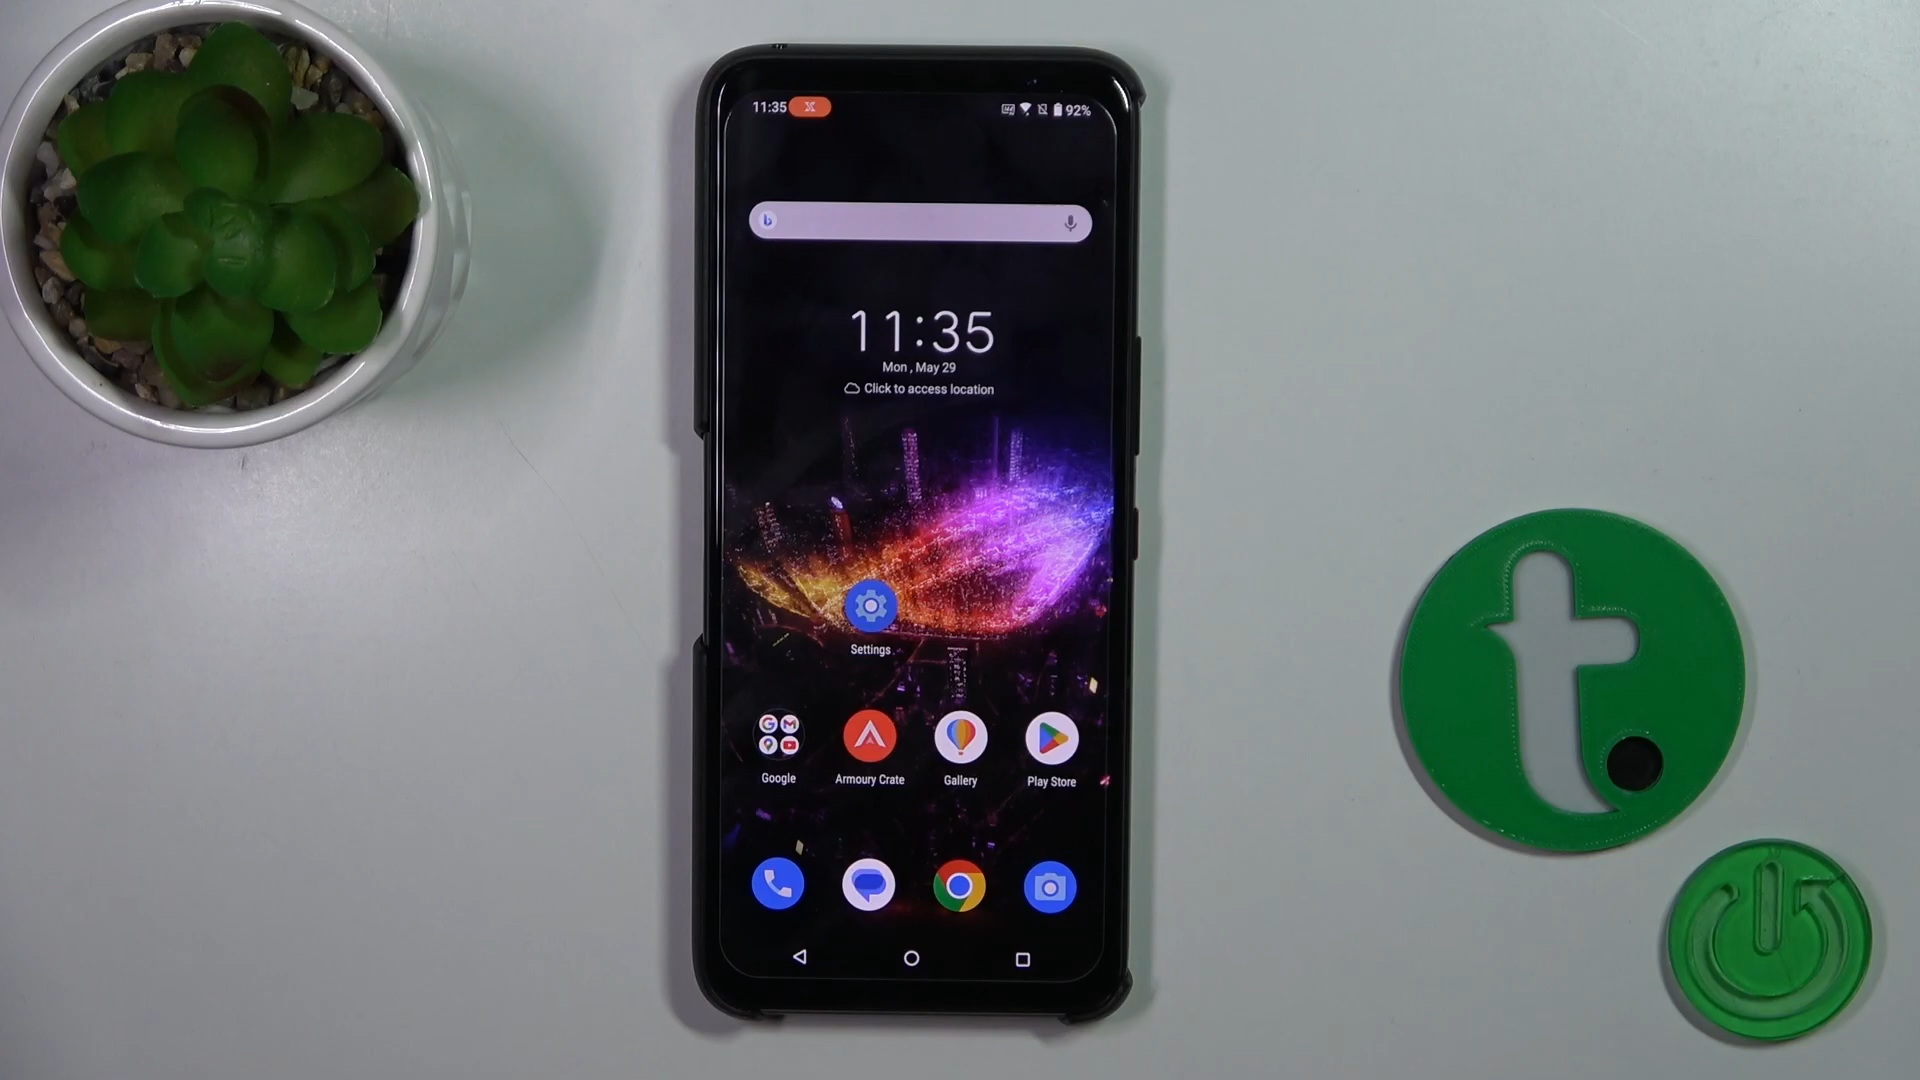 11:35
92%
11:35
Mon , May 29
Click to access location
Settings
Google
Armoury Crate
Gallery
Play Store
t